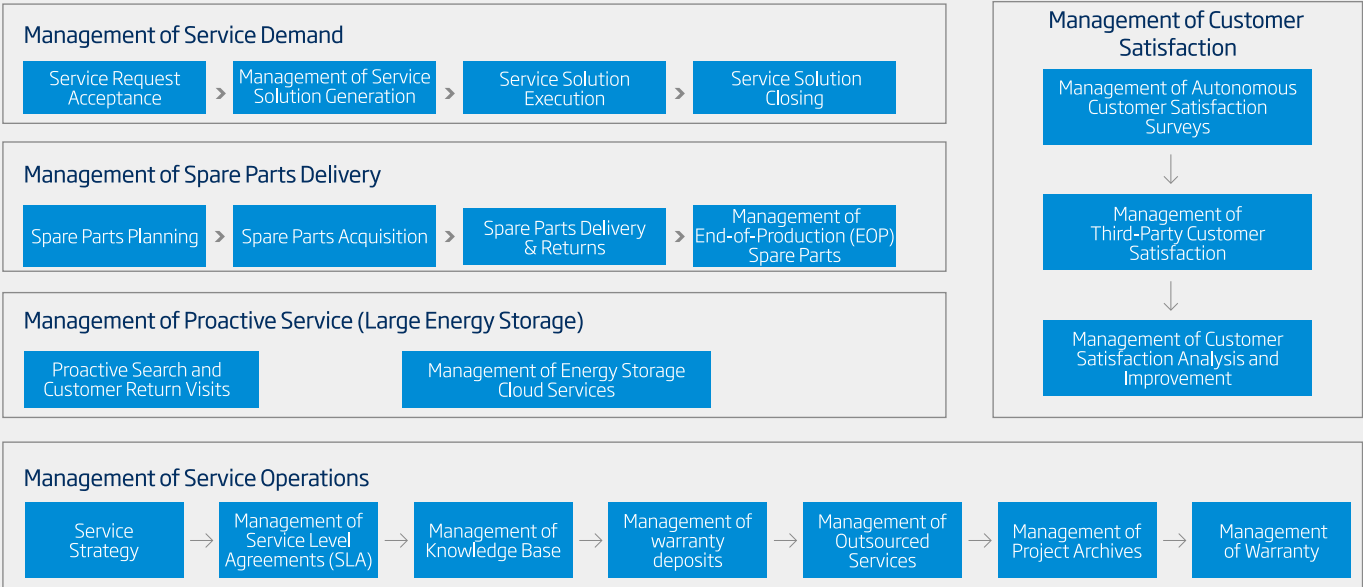 Management of Service Demand
Service Request
Acceptance
Management of Service
Solution Generation
Service Solution
Execution
Service Solution
Closing
Management of Spare Parts Delivery
Spare Parts Planning
Spare Parts Acquisition
Spare Parts Delivery
& Returns
Management of
End-of-Production (EOP)
Spare Parts
Management of Proactive Service (Large Energy Storage)
Proactive Search and
Customer Return Visits
Management of Energy Storage
Cloud Services
Management of Customer
Satisfaction
Management of Autonomous
Customer Satisfaction
Surveys
Management of
Third-Party Customer
Satisfaction
Management of Customer
Satisfaction Analysis and
Improvement
Management of Service Operations
Service
Strategy
Management of
Service Level
Agreements (SLA)
Management of
Knowledge Base
Management of
warranty
deposits
Management of
Outsourced
Services
Management of
Project Archives
Management
of Warranty